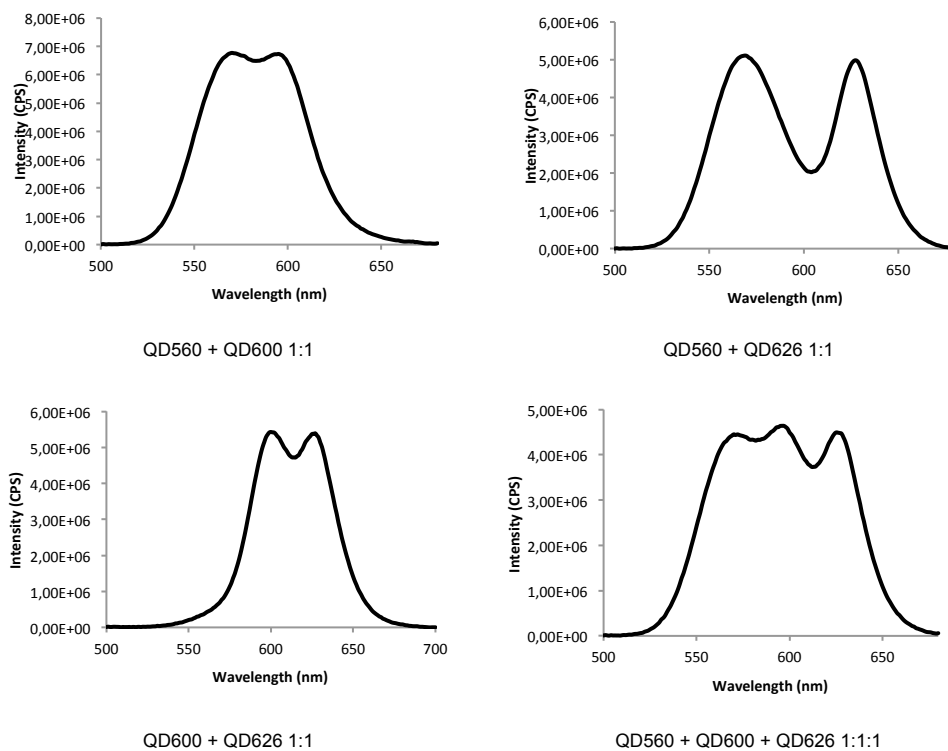 8,00E+06
7,00E+06
6,00E+06
5,00E+06
4,00E+06
3,00E+06
2,00E+06
1,00E+06
0,00E+00
Intensity (CPS)
500 550 600 650
Wavelength (nm)
QD560 + QD600 1:1
6,00E+06
5,00E+06
4,00E+06
3,00E+06
2,00E+06
1,00E+06
0,00E+00
Intensity (CPS)
500 550 600 650
Wavelength (nm)
QD560 + QD626 1:1
6,00E+06
5,00E+06
4,00E+06
3,00E+06
2,00E+06
1,00E+06
0,00E+00
Intensity (CPS)
500 550 600 650 700
Wavelength (nm)
QD600 + QD626 1:1
5,00E+06
4,00E+06
3,00E+06
2,00E+06
1,00E+06
0,00E+00
Intensity (CPS)
500 550 600 650
Wavelength (nm)
QD560 + QD600 + QD626 1:1:1